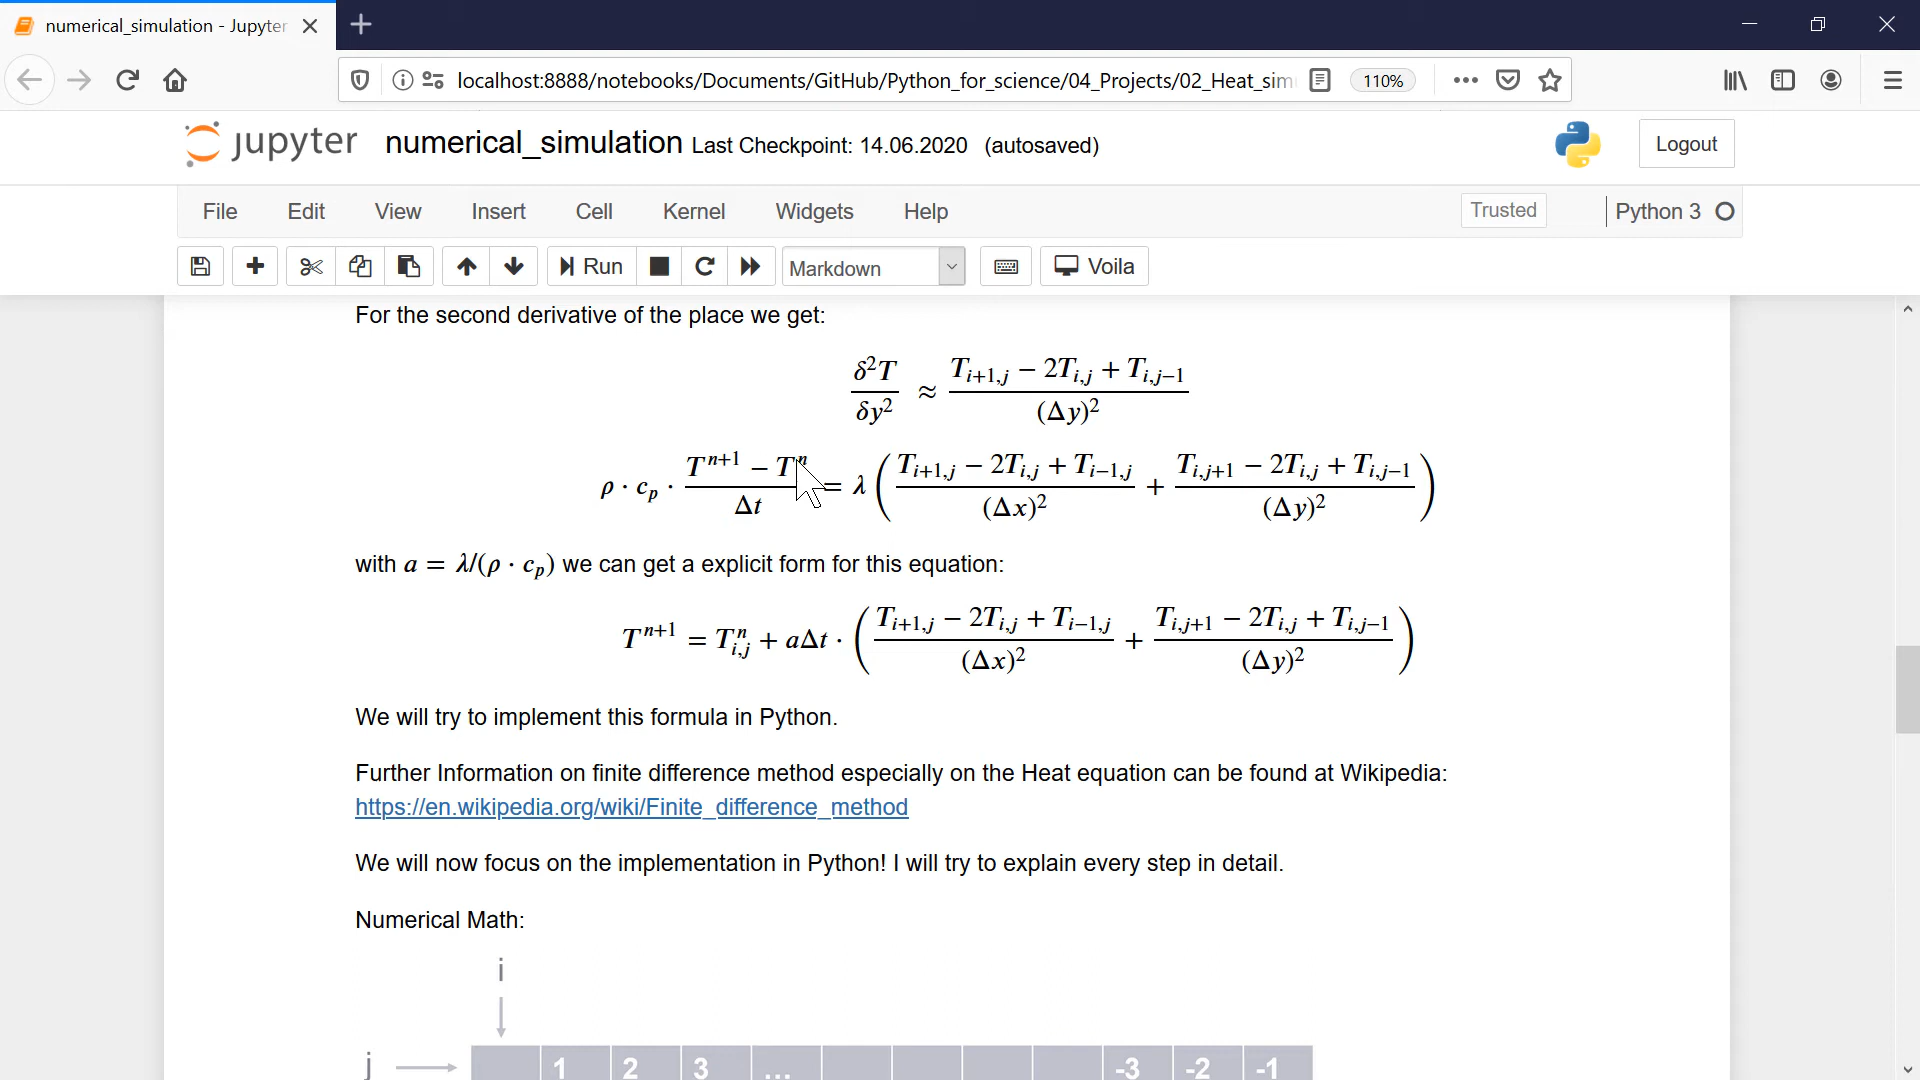 numerical_simulation - Jupyter
localhost:8888/notebooks/Documents/GitHub/Python_for_science/04_Projects/02_Heat_sim
110%
jupyter numerical_simulation Last Checkpoint: 14.06.2020 (autosaved)
Logout
File Edit View Insert Cell Kernel Widgets Help
Trusted
Python 3
Run
Markdown
Voila
For the second derivative of the place we get:
δ²T/δy² ≈ (T_{i+1,j} − 2T_{i,j} + T_{i,j−1})/(Δy)²
ρ · c_p · (T^{n+1} − T^n)/Δt = λ ( (T_{i+1,j} − 2T_{i,j} + T_{i−1,j})/(Δx)² + (T_{i,j+1} − 2T_{i,j} + T_{i,j−1})/(Δy)² )
with a = λ/(ρ · c_p) we can get a explicit form for this equation:
T^{n+1} = T^n_{i,j} + aΔt · ( (T_{i+1,j} − 2T_{i,j} + T_{i−1,j})/(Δx)² + (T_{i,j+1} − 2T_{i,j} + T_{i,j−1})/(Δy)² )
We will try to implement this formula in Python.
Further Information on finite difference method especially on the Heat equation can be found at Wikipedia:
https://en.wikipedia.org/wiki/Finite_difference_method
We will now focus on the implementation in Python! I will try to explain every step in detail.
Numerical Math:
i
j 1 2 3 ... -3 -2 -1